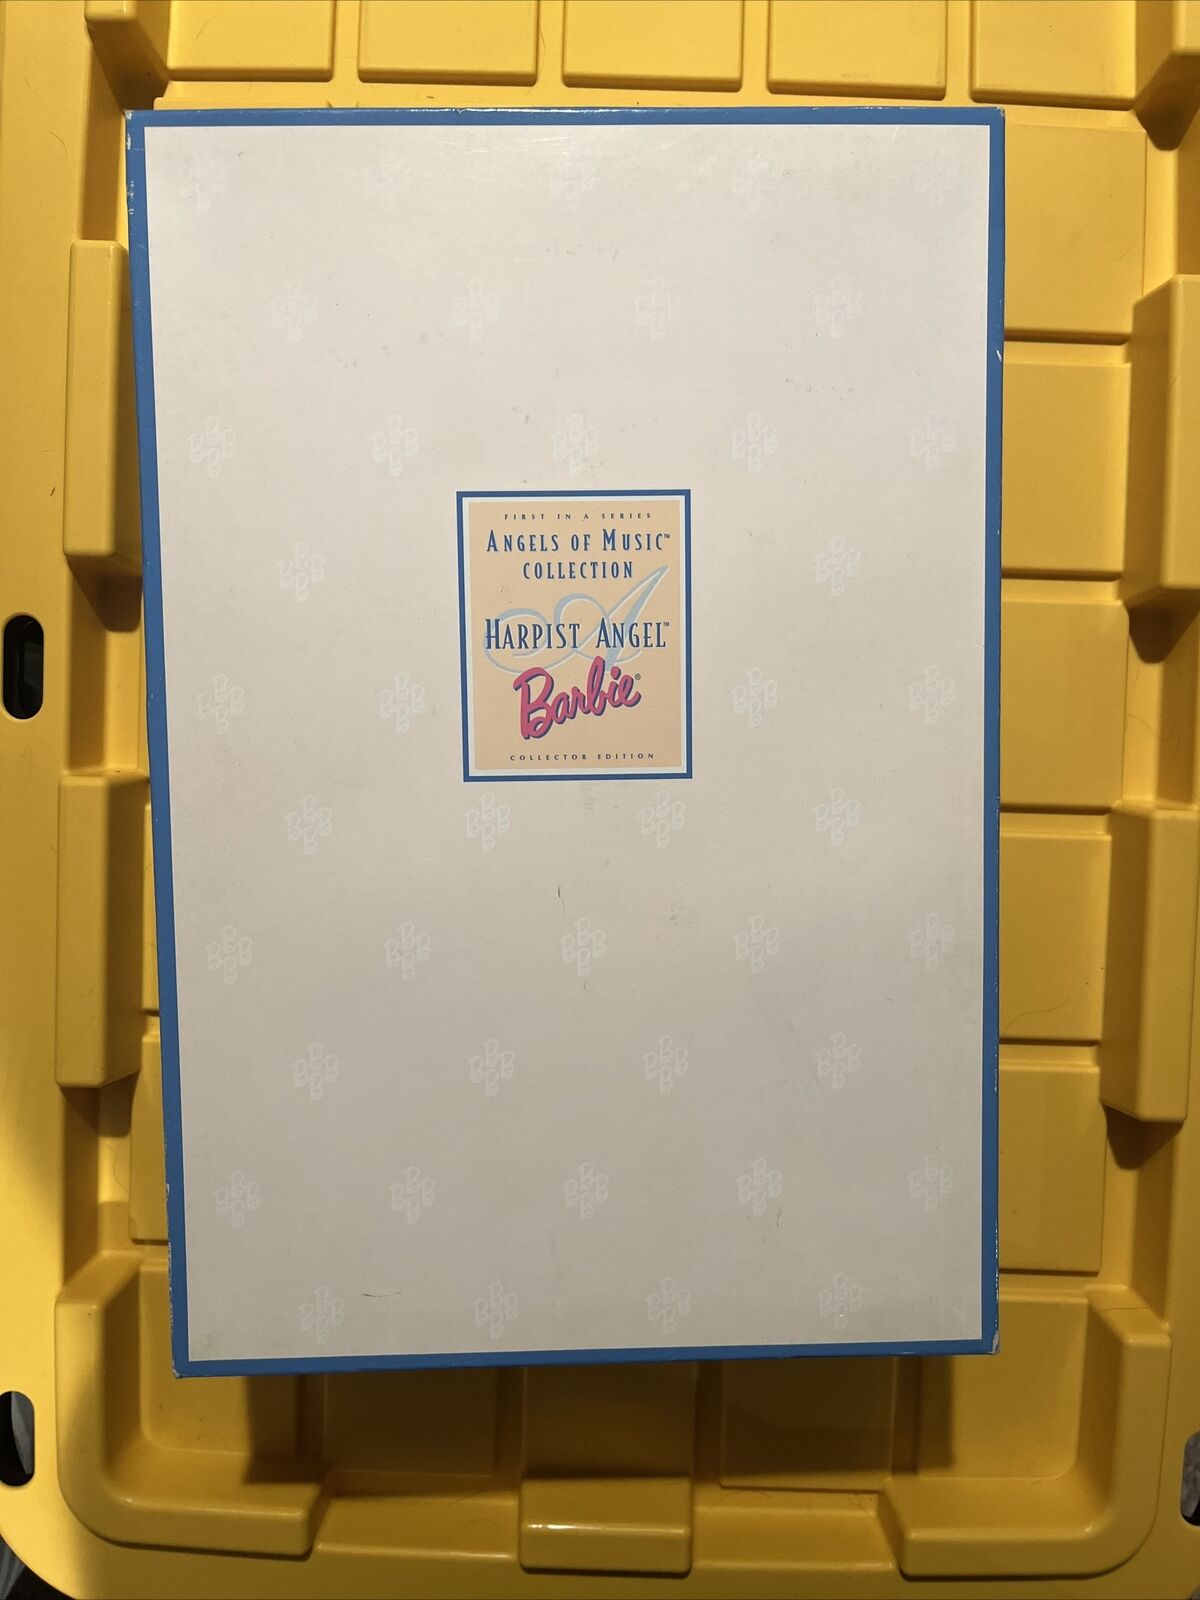 FIRST IN A SERIES
ANGELS OF MUSIC™
COLLECTION
A
HARPIST ANGEL™
Barbie®
COLLECTOR EDITION